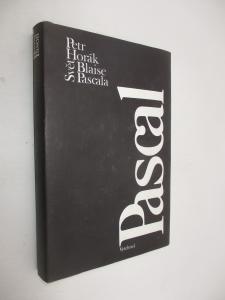 Petr
Horák
Svět
Blaise
Pascala
Pascal
Vyšehrad